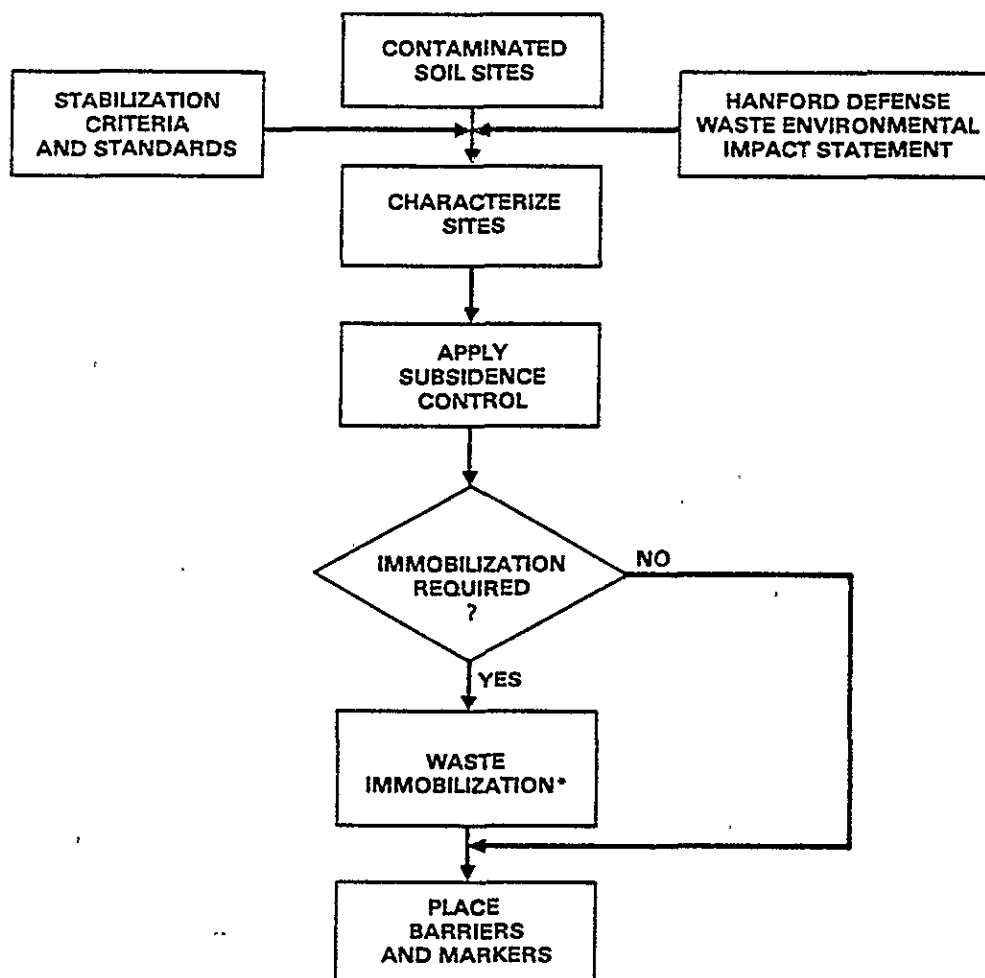 CONTAMINATED
SOIL SITES
STABILIZATION
CRITERIA
AND STANDARDS
HANFORD DEFENSE
WASTE ENVIRONMENTAL
IMPACT STATEMENT
CHARACTERIZE
SITES
APPLY
SUBSIDENCE
CONTROL
IMMOBILIZATION
REQUIRED
?
NO
YES
WASTE
IMMOBILIZATION*
PLACE
BARRIERS
AND MARKERS